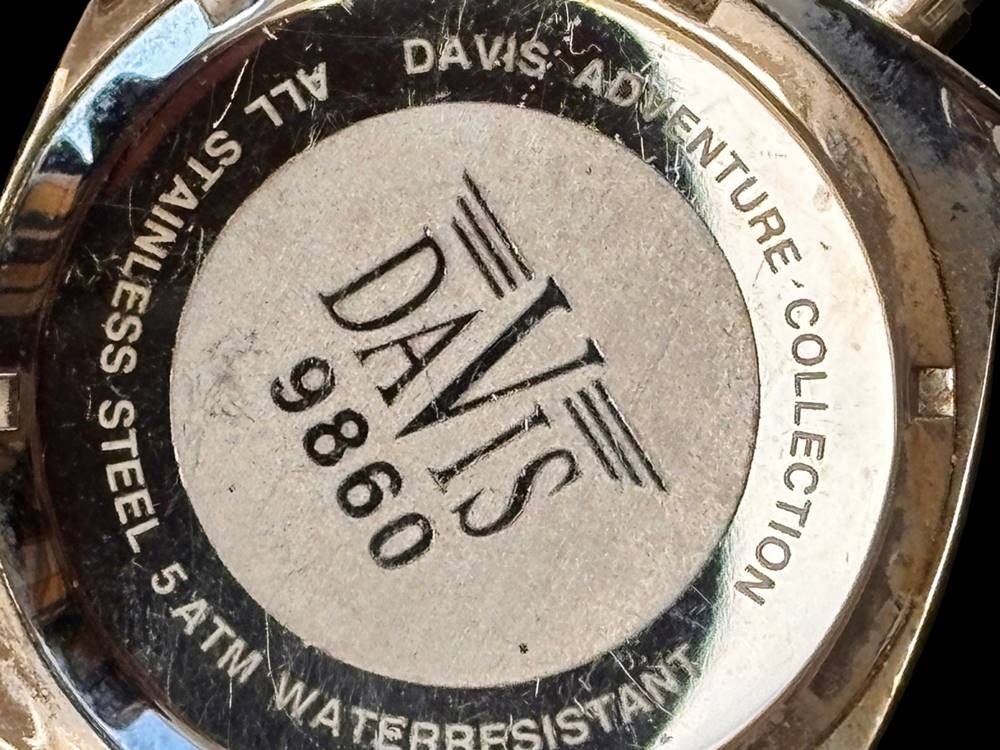 DAVIS ADVENTURE-COLLECTION
ALL STAINLESS STEEL 5 ATM WATERRESISTANT
DAVIS
9860